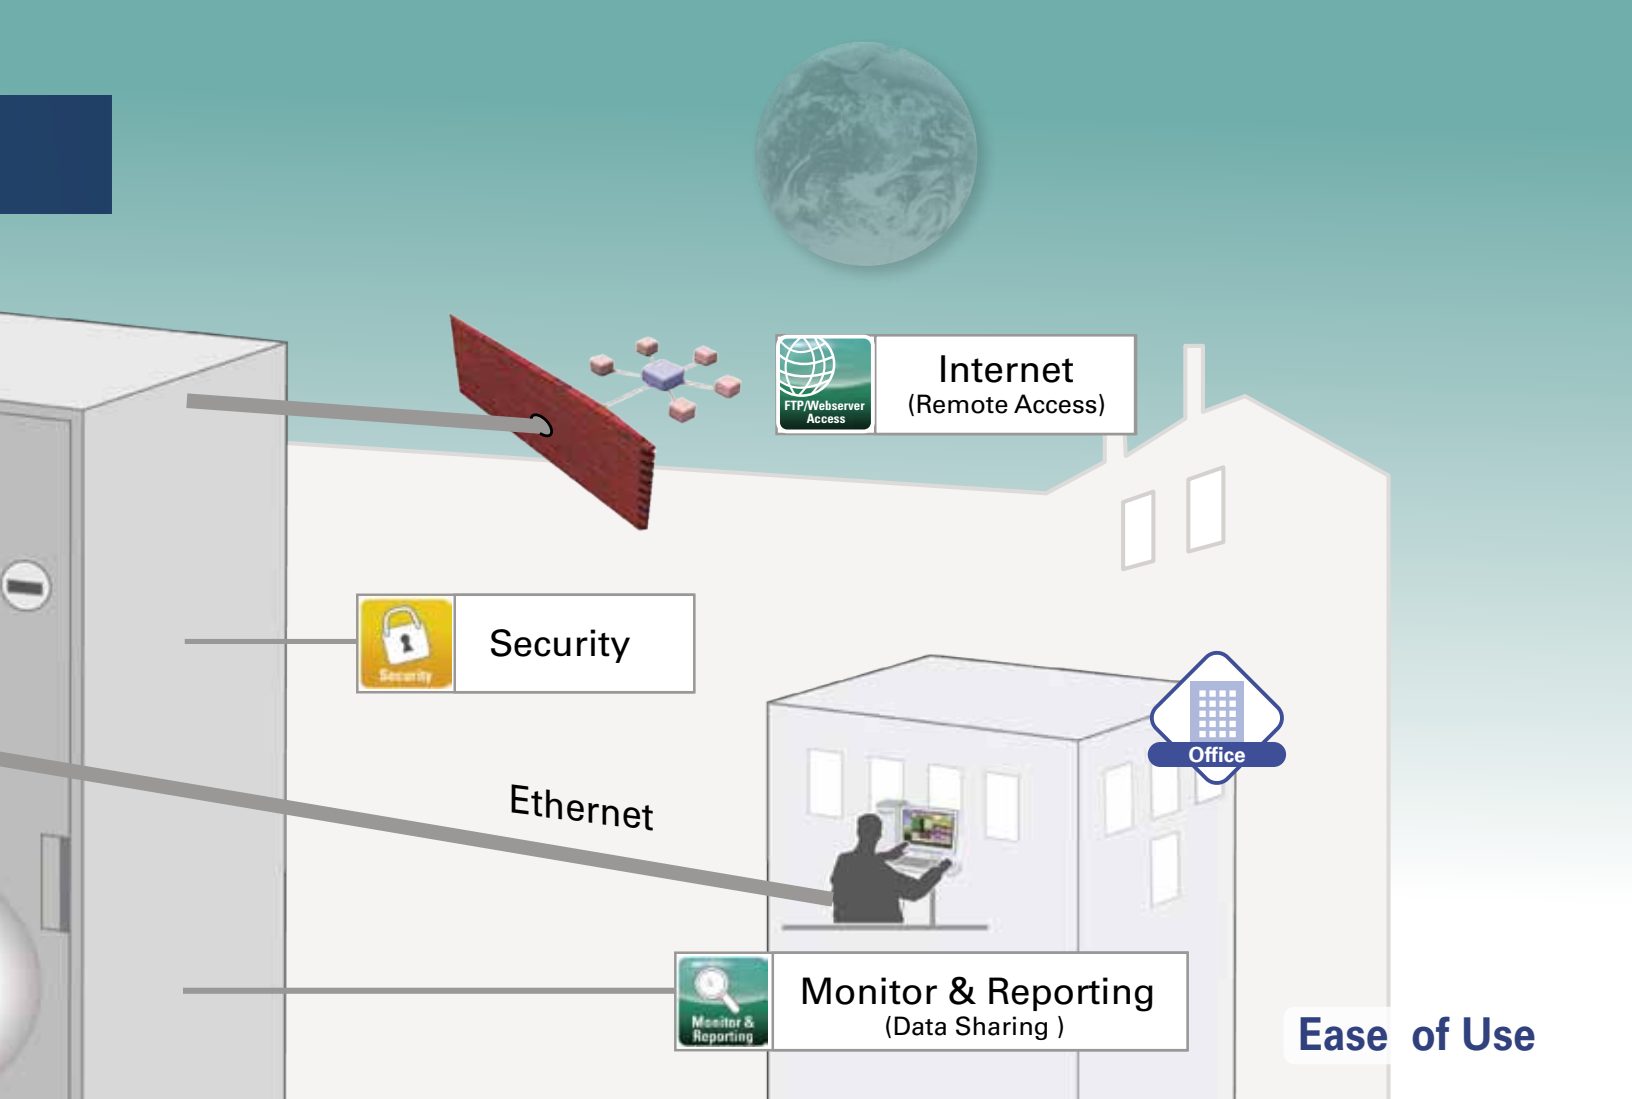 FTP/Webserver
Access
Internet
(Remote Access)
Security
Security
Office
Ethernet
Monitor &
Reporting
Monitor & Reporting
(Data Sharing )
Ease of Use